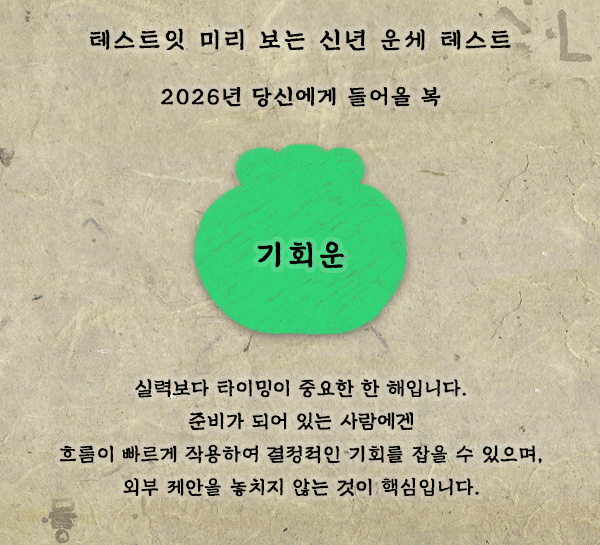 테스트잇 미리 보는 신년 운세 테스트
2026년 당신에게 들어올 복
기회운
실력보다 타이밍이 중요한 한 해입니다.
준비가 되어 있는 사람에겐
흐름이 빠르게 작용하여 결정적인 기회를 잡을 수 있으며,
외부 제안을 놓치지 않는 것이 핵심입니다.